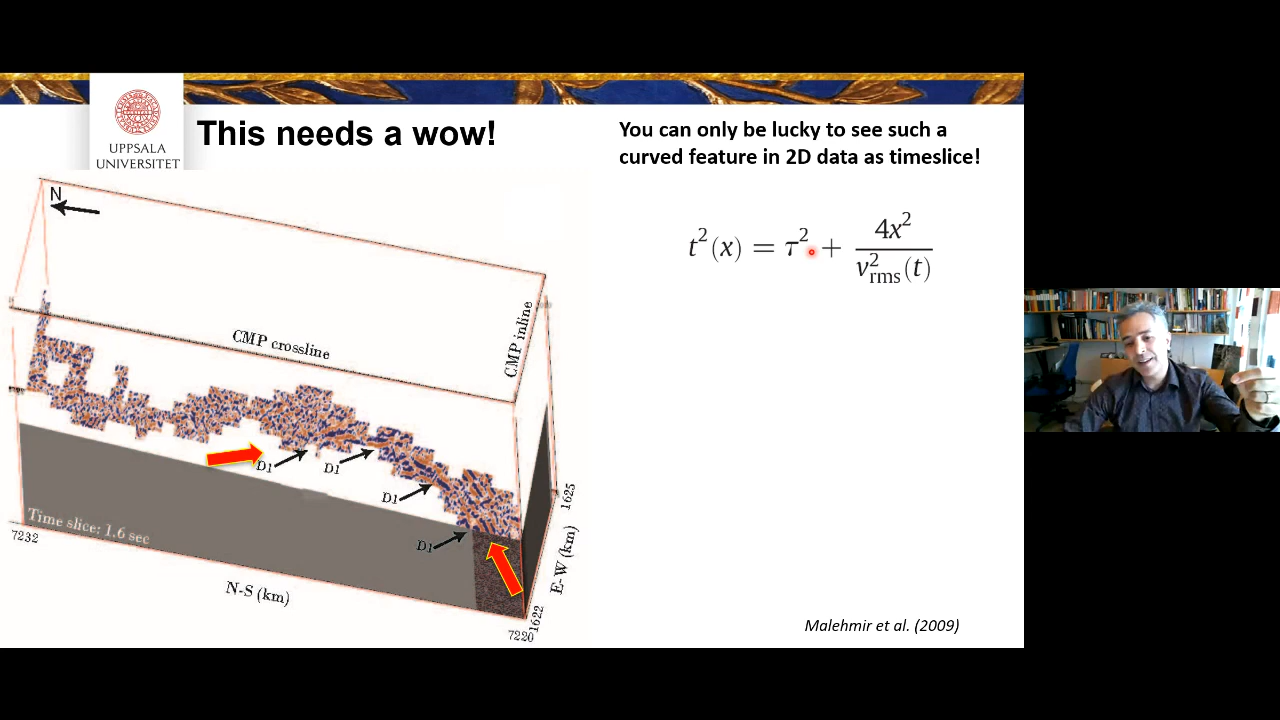 UPPSALA
UNIVERSITET
This needs a wow!
You can only be lucky to see such a
curved feature in 2D data as timeslice!
t²(x) = τ² + 4x² / v²rms(t)
N
CMP crossline
CMP inline
D1
D1
D1
D1
Time slice: 1.6 sec
7232
N-S (km)
7220
1622
E-W (km)
1625
Malehmir et al. (2009)